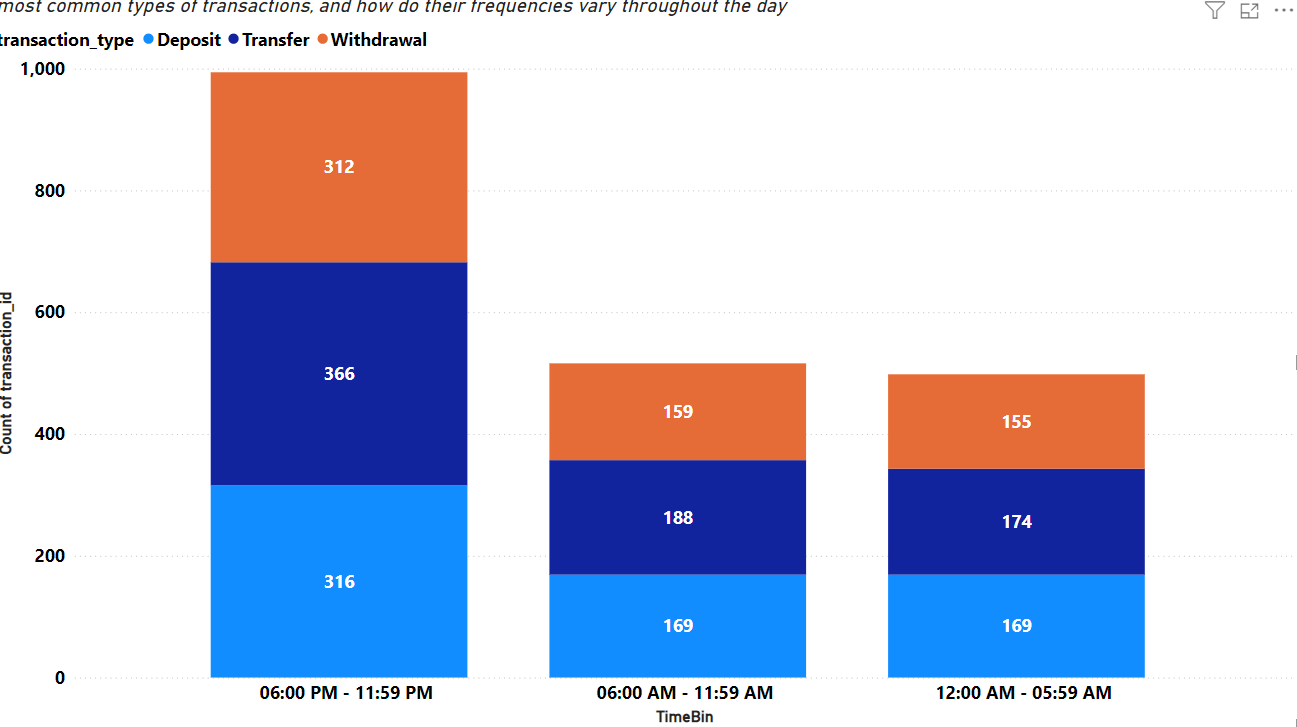 most common types of transactions, and how do their frequencies vary throughout the day
transaction_type Deposit Transfer Withdrawal
1,000
800
600
400
200
0
Count of transaction_id
312
366
316
159
188
169
155
174
169
06:00 PM - 11:59 PM
06:00 AM - 11:59 AM
12:00 AM - 05:59 AM
TimeBin